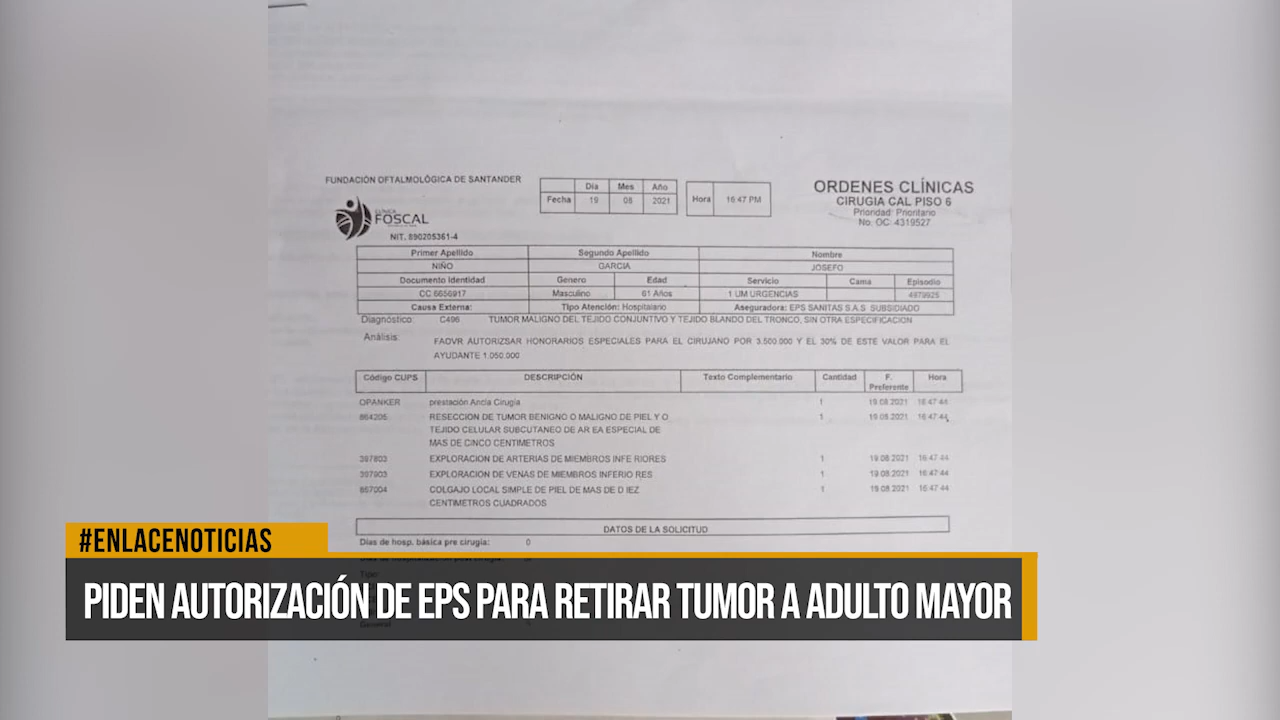 FUNDACIÓN OFTALMOLÓGICA DE SANTANDER
FOSCAL
NIT. 890205361-4
Dia Mes Año
Fecha 19 08 2021
Hora 16:47 PM
ORDENES CLÍNICAS
CIRUGIA CAL PISO 6
Prioridad: Prioritario
No. OC: 4319527
Primer Apellido Segundo Apellido Nombre
NIÑO GARCIA JOSEFO
Documento Identidad Genero Edad Servicio Cama Episodio
CC 6656917 Masculino 61 Años 1 UM URGENCIAS 4979925
Causa Externa: Tipo Atención: Hospitalario Aseguradora: EPS SANITAS S.A.S SUBSIDIADO
Diagnóstico: C496 TUMOR MALIGNO DEL TEJIDO CONJUNTIVO Y TEJIDO BLANDO DEL TRONCO, SIN OTRA ESPECIFICACION
Análisis: FAOVR AUTORIZSAR HONORARIOS ESPECIALES PARA EL CIRUJANO POR 3.500.000 Y EL 30% DE ESTE VALOR PARA EL
AYUDANTE 1.050.000
Código CUPS DESCRIPCIÓN Texto Complementario Cantidad F. Preferente Hora
OPANKER prestación Ancla Cirugía 1 19.08.2021 16:47:44
864205 RESECCION DE TUMOR BENIGNO O MALIGNO DE PIEL Y O 1 19.08.2021 16:47:44
TEJIDO CELULAR SUBCUTANEO DE AR EA ESPECIAL DE
MAS DE CINCO CENTIMETROS
397803 EXPLORACION DE ARTERIAS DE MIEMBROS INFE RIORES 1 19.08.2021 16:47:44
397903 EXPLORACION DE VENAS DE MIEMBROS INFERIO RES 1 19.08.2021 16:47:44
867004 COLGAJO LOCAL SIMPLE DE PIEL DE MAS DE D IEZ 1 19.08.2021 16:47:44
CENTIMETROS CUADRADOS
DATOS DE LA SOLICITUD
Dias de hosp. básica pre cirugia: 0
#ENLACENOTICIAS
PIDEN AUTORIZACIÓN DE EPS PARA RETIRAR TUMOR A ADULTO MAYOR